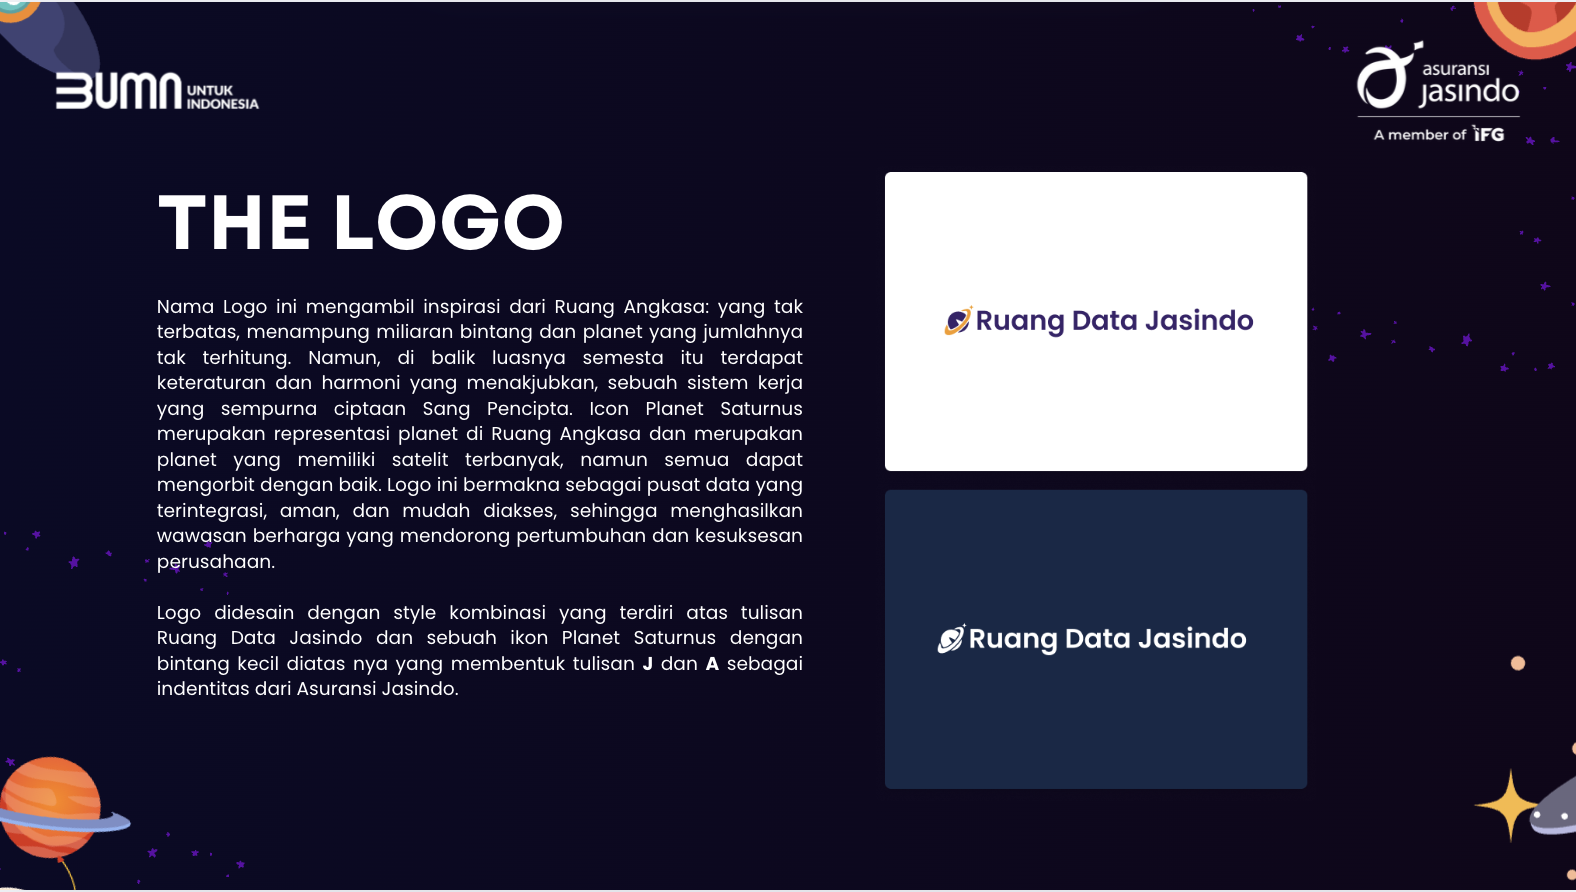 BUMN UNTUK
INDONESIA
asuransi
jasindo
A member of IFG
THE LOGO
Nama Logo ini mengambil inspirasi dari Ruang Angkasa: yang tak
terbatas, menampung miliaran bintang dan planet yang jumlahnya
tak terhitung. Namun, di balik luasnya semesta itu terdapat
keteraturan dan harmoni yang menakjubkan, sebuah sistem kerja
yang sempurna ciptaan Sang Pencipta. Icon Planet Saturnus
merupakan representasi planet di Ruang Angkasa dan merupakan
planet yang memiliki satelit terbanyak, namun semua dapat
mengorbit dengan baik. Logo ini bermakna sebagai pusat data yang
terintegrasi, aman, dan mudah diakses, sehingga menghasilkan
wawasan berharga yang mendorong pertumbuhan dan kesuksesan
perusahaan.
Logo didesain dengan style kombinasi yang terdiri atas tulisan
Ruang Data Jasindo dan sebuah ikon Planet Saturnus dengan
bintang kecil diatas nya yang membentuk tulisan J dan A sebagai
indentitas dari Asuransi Jasindo.
Ruang Data Jasindo
Ruang Data Jasindo